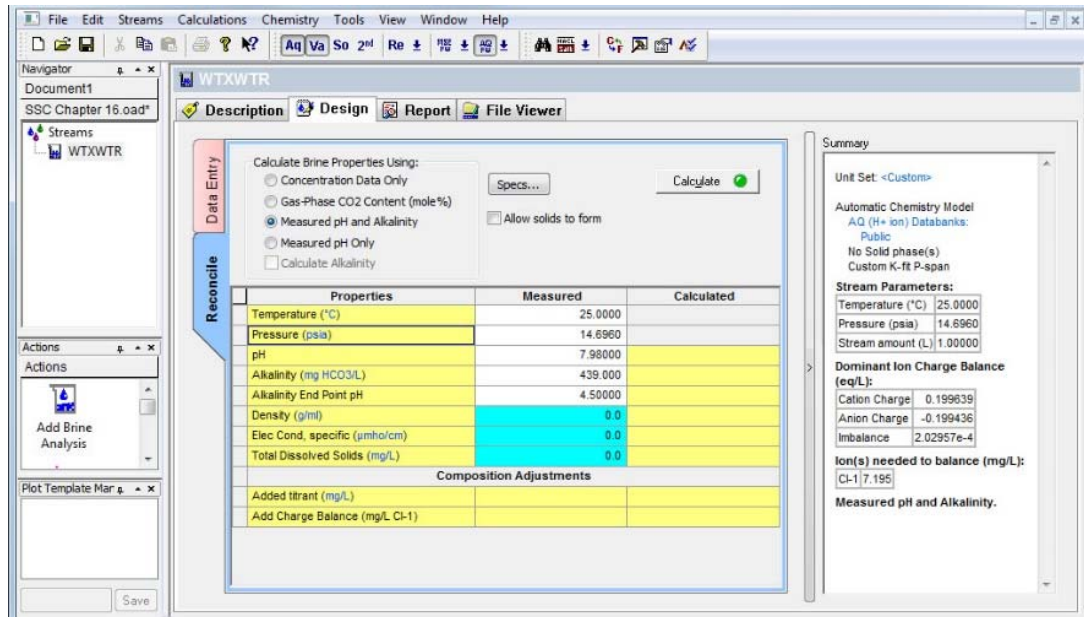 File Edit Streams Calculations Chemistry Tools View Window Help
Aq Va So 2nd Re
Navigator
Document1
SSC Chapter 16.oad*
Streams
WTXWTR
Actions
Actions
Add Brine
Analysis
Plot Template Mar
Save
WTXWTR
Description Design Report File Viewer
Data Entry
Reconcile
Calculate Brine Properties Using:
Concentration Data Only
Gas-Phase CO2 Content (mole%)
Measured pH and Alkalinity
Measured pH Only
Calculate Alkalinity
Specs...
Allow solids to form
Calculate
Properties Measured Calculated
Temperature (°C) 25.0000
Pressure (psia) 14.6960
pH 7.98000
Alkalinity (mg HCO3/L) 439.000
Alkalinity End Point pH 4.50000
Density (g/ml) 0.0
Elec Cond, specific (µmho/cm) 0.0
Total Dissolved Solids (mg/L) 0.0
Composition Adjustments
Added titrant (mg/L)
Add Charge Balance (mg/L Cl-1)
Summary
Unit Set: <Custom>
Automatic Chemistry Model
AQ (H+ ion) Databanks:
Public
No Solid phase(s)
Custom K-fit P-span
Stream Parameters:
Temperature (°C) 25.0000
Pressure (psia) 14.6960
Stream amount (L) 1.00000
Dominant Ion Charge Balance
(eq/L):
Cation Charge 0.199639
Anion Charge -0.199436
Imbalance 2.02957e-4
Ion(s) needed to balance (mg/L):
Cl-1 7.195
Measured pH and Alkalinity.